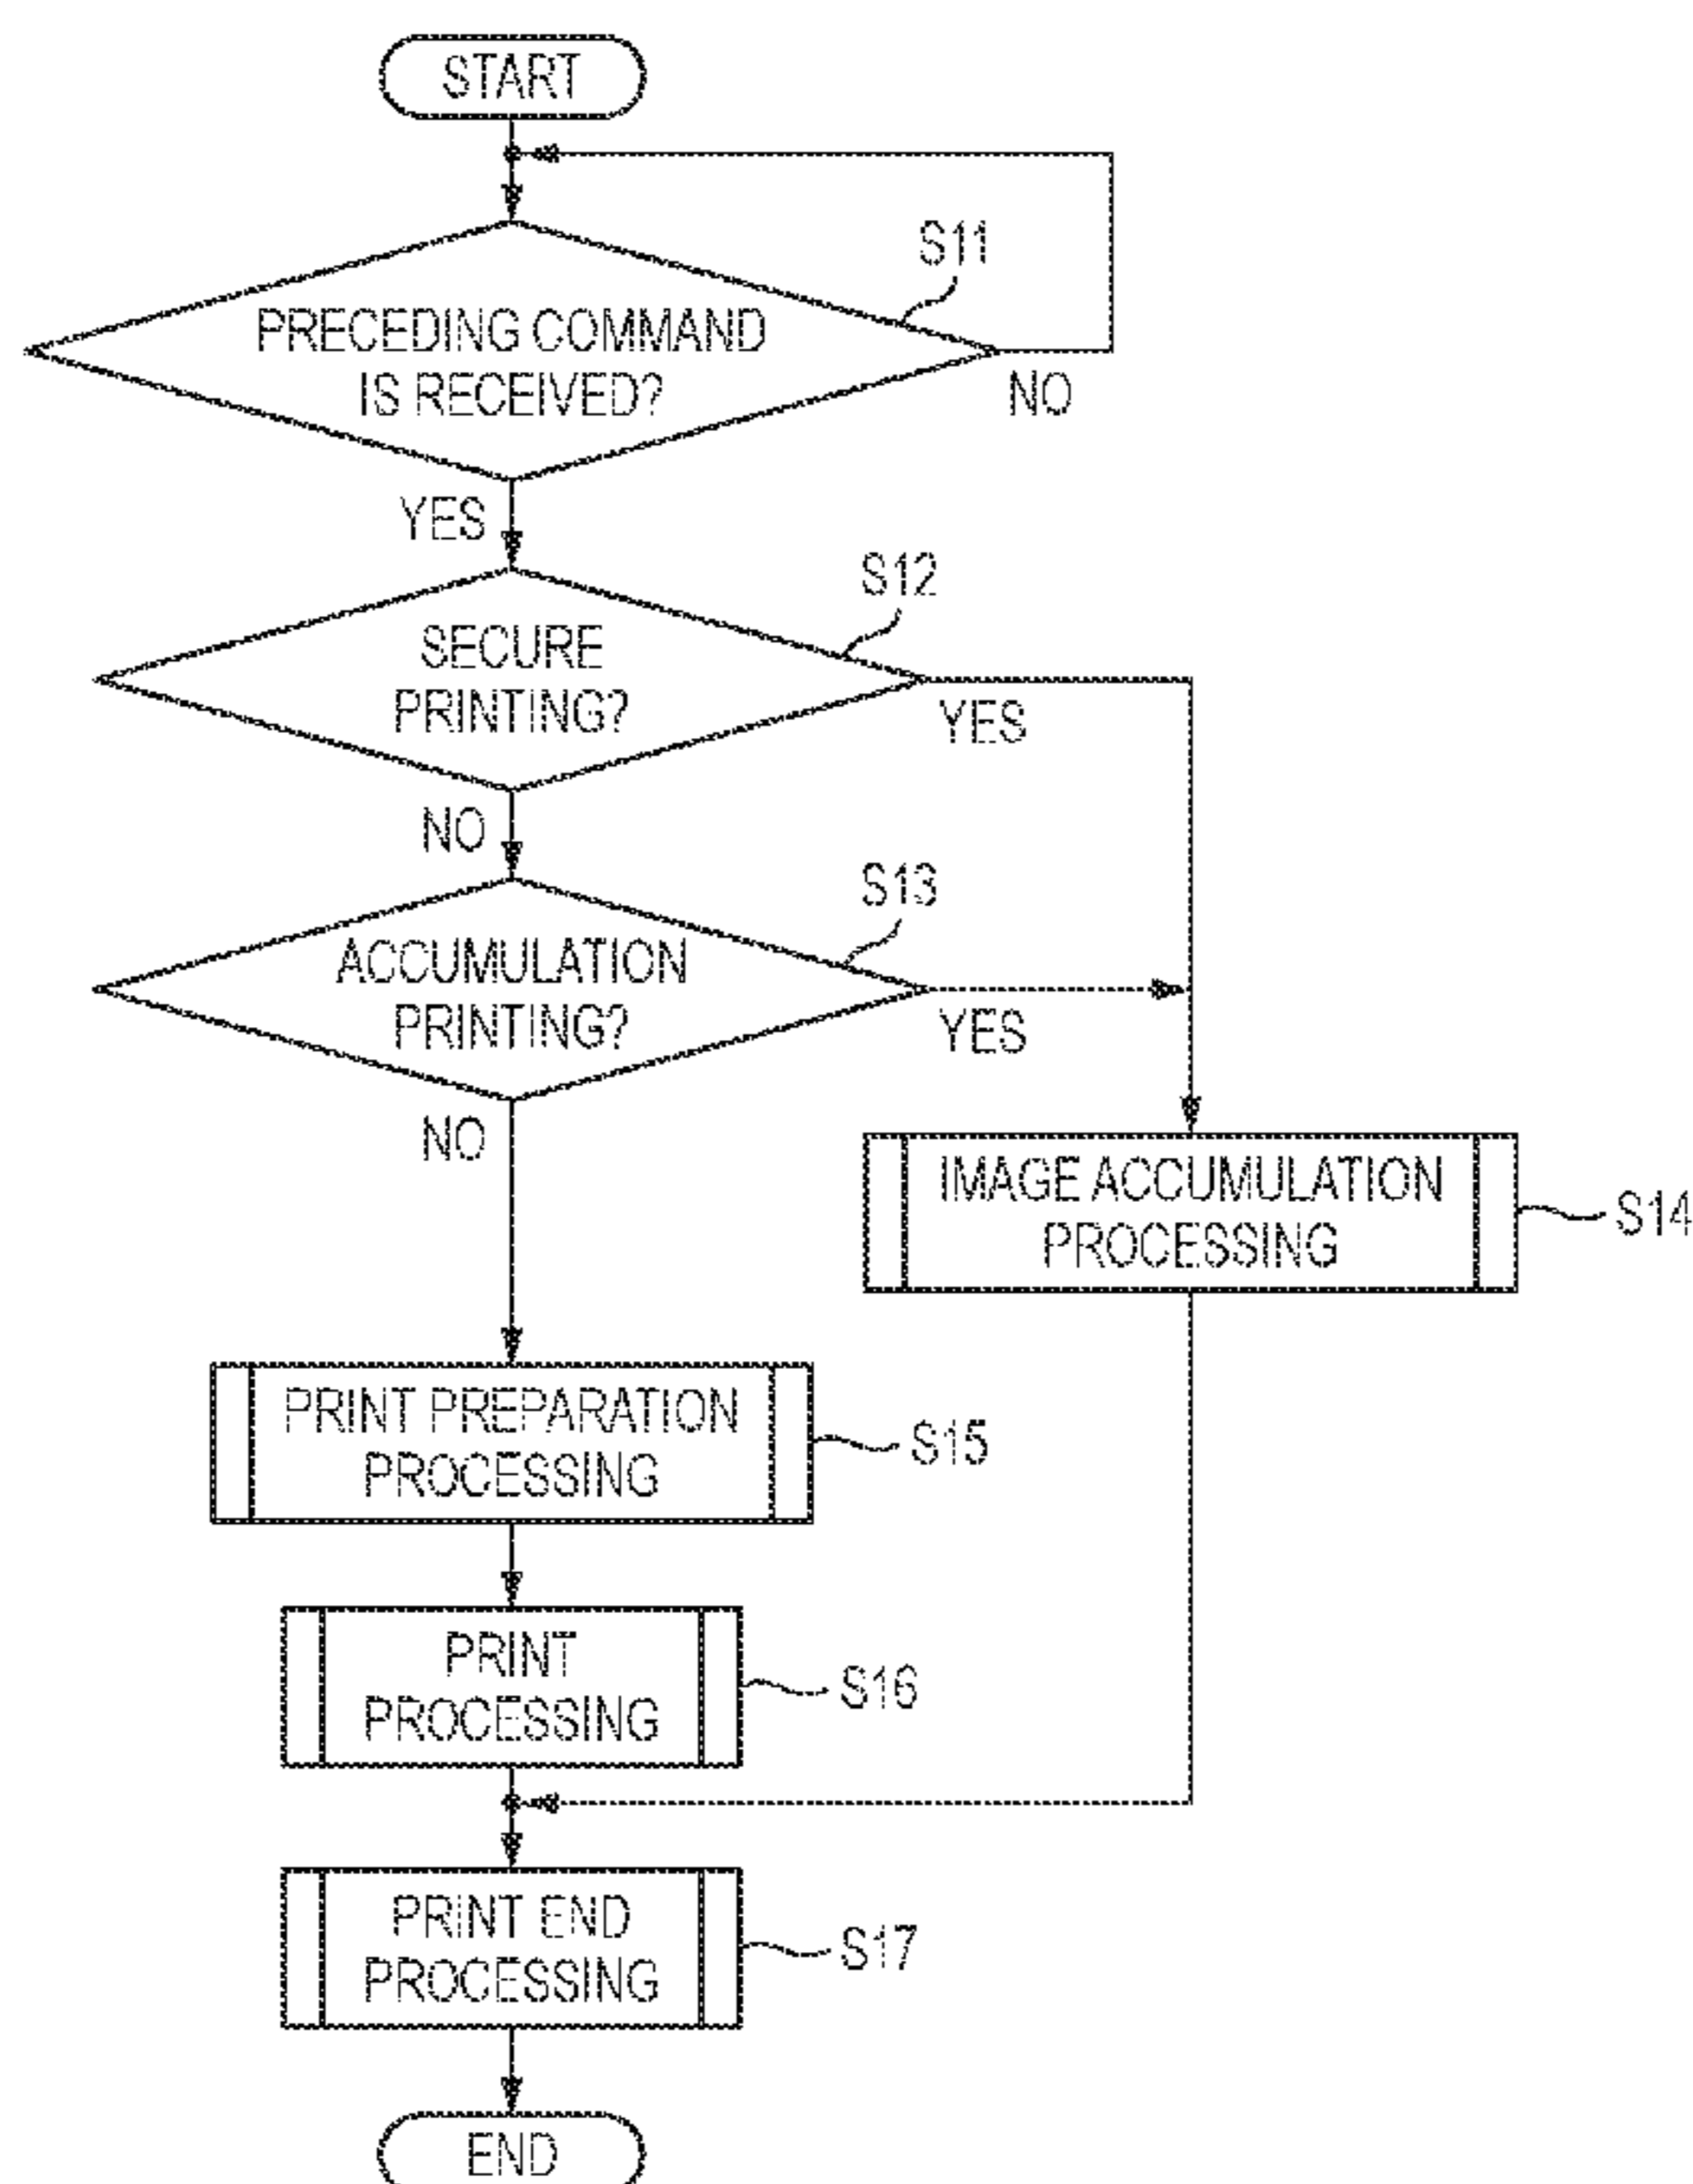 START
S11
PRECEDING COMMAND
IS RECEIVED?
NO
YES
S12
SECURE
PRINTING?
YES
NO
S13
ACCUMULATION
PRINTING?
YES
NO
IMAGE ACCUMULATION
PROCESSING
S14
PRINT PREPARATION
PROCESSING
S15
PRINT
PROCESSING
S16
PRINT END
PROCESSING
S17
END